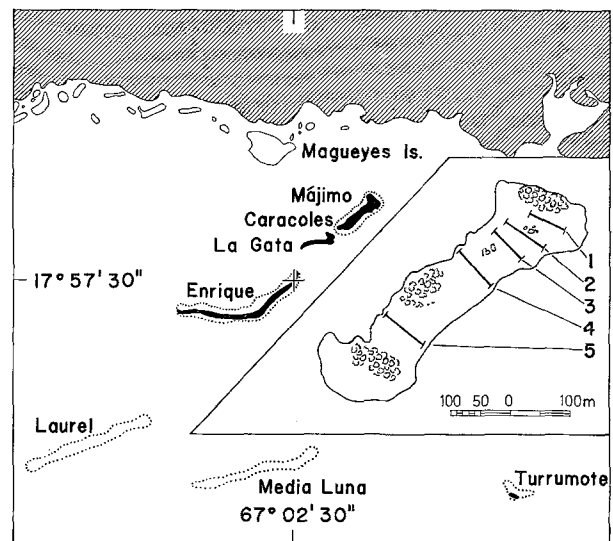 Magueyes Is.
Májimo
Caracoles
La Gata
17° 57' 30"
Enrique
1
2
3
4
5
100 50 0 100m
Laurel
Media Luna
Turrumote
67° 02' 30"